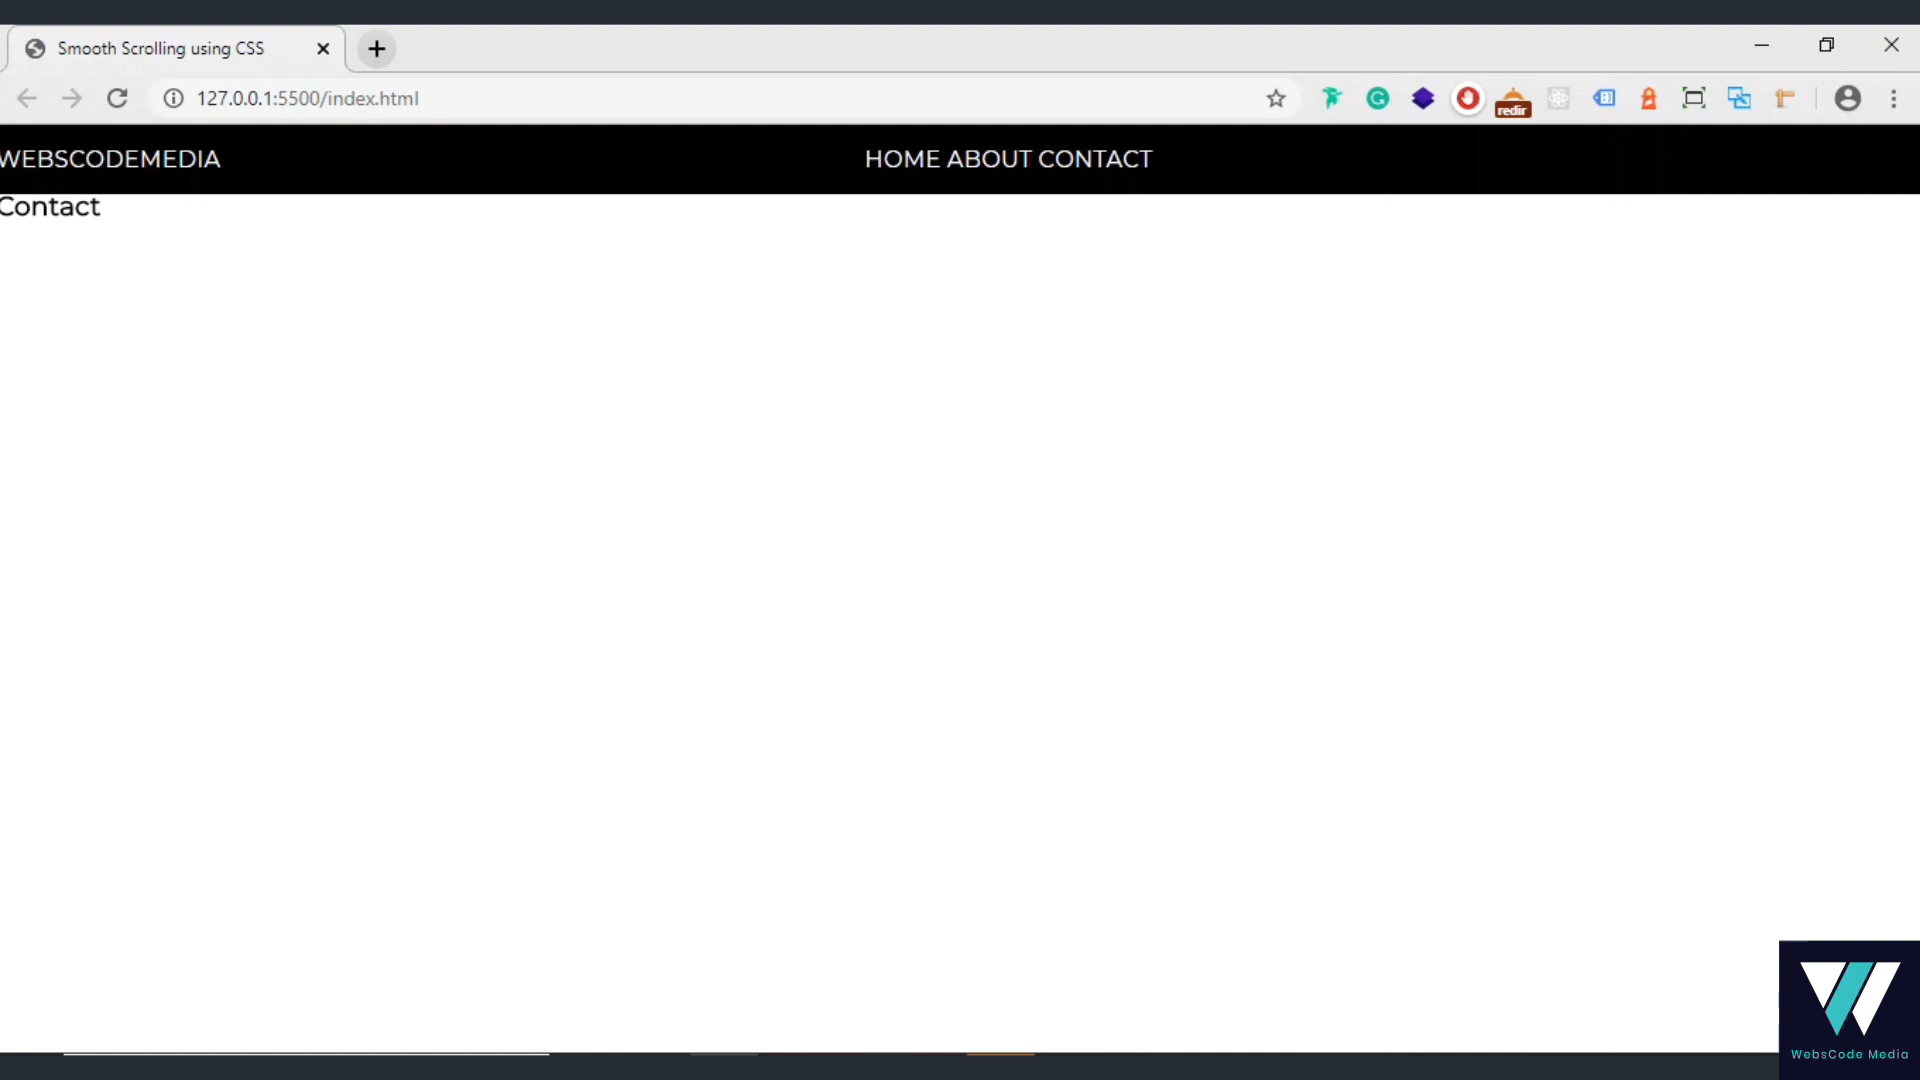 Smooth Scrolling using CSS
127.0.0.1:5500/index.html
redir
WEBSCODEMEDIA
HOME ABOUT CONTACT
Contact
WebsCode Media